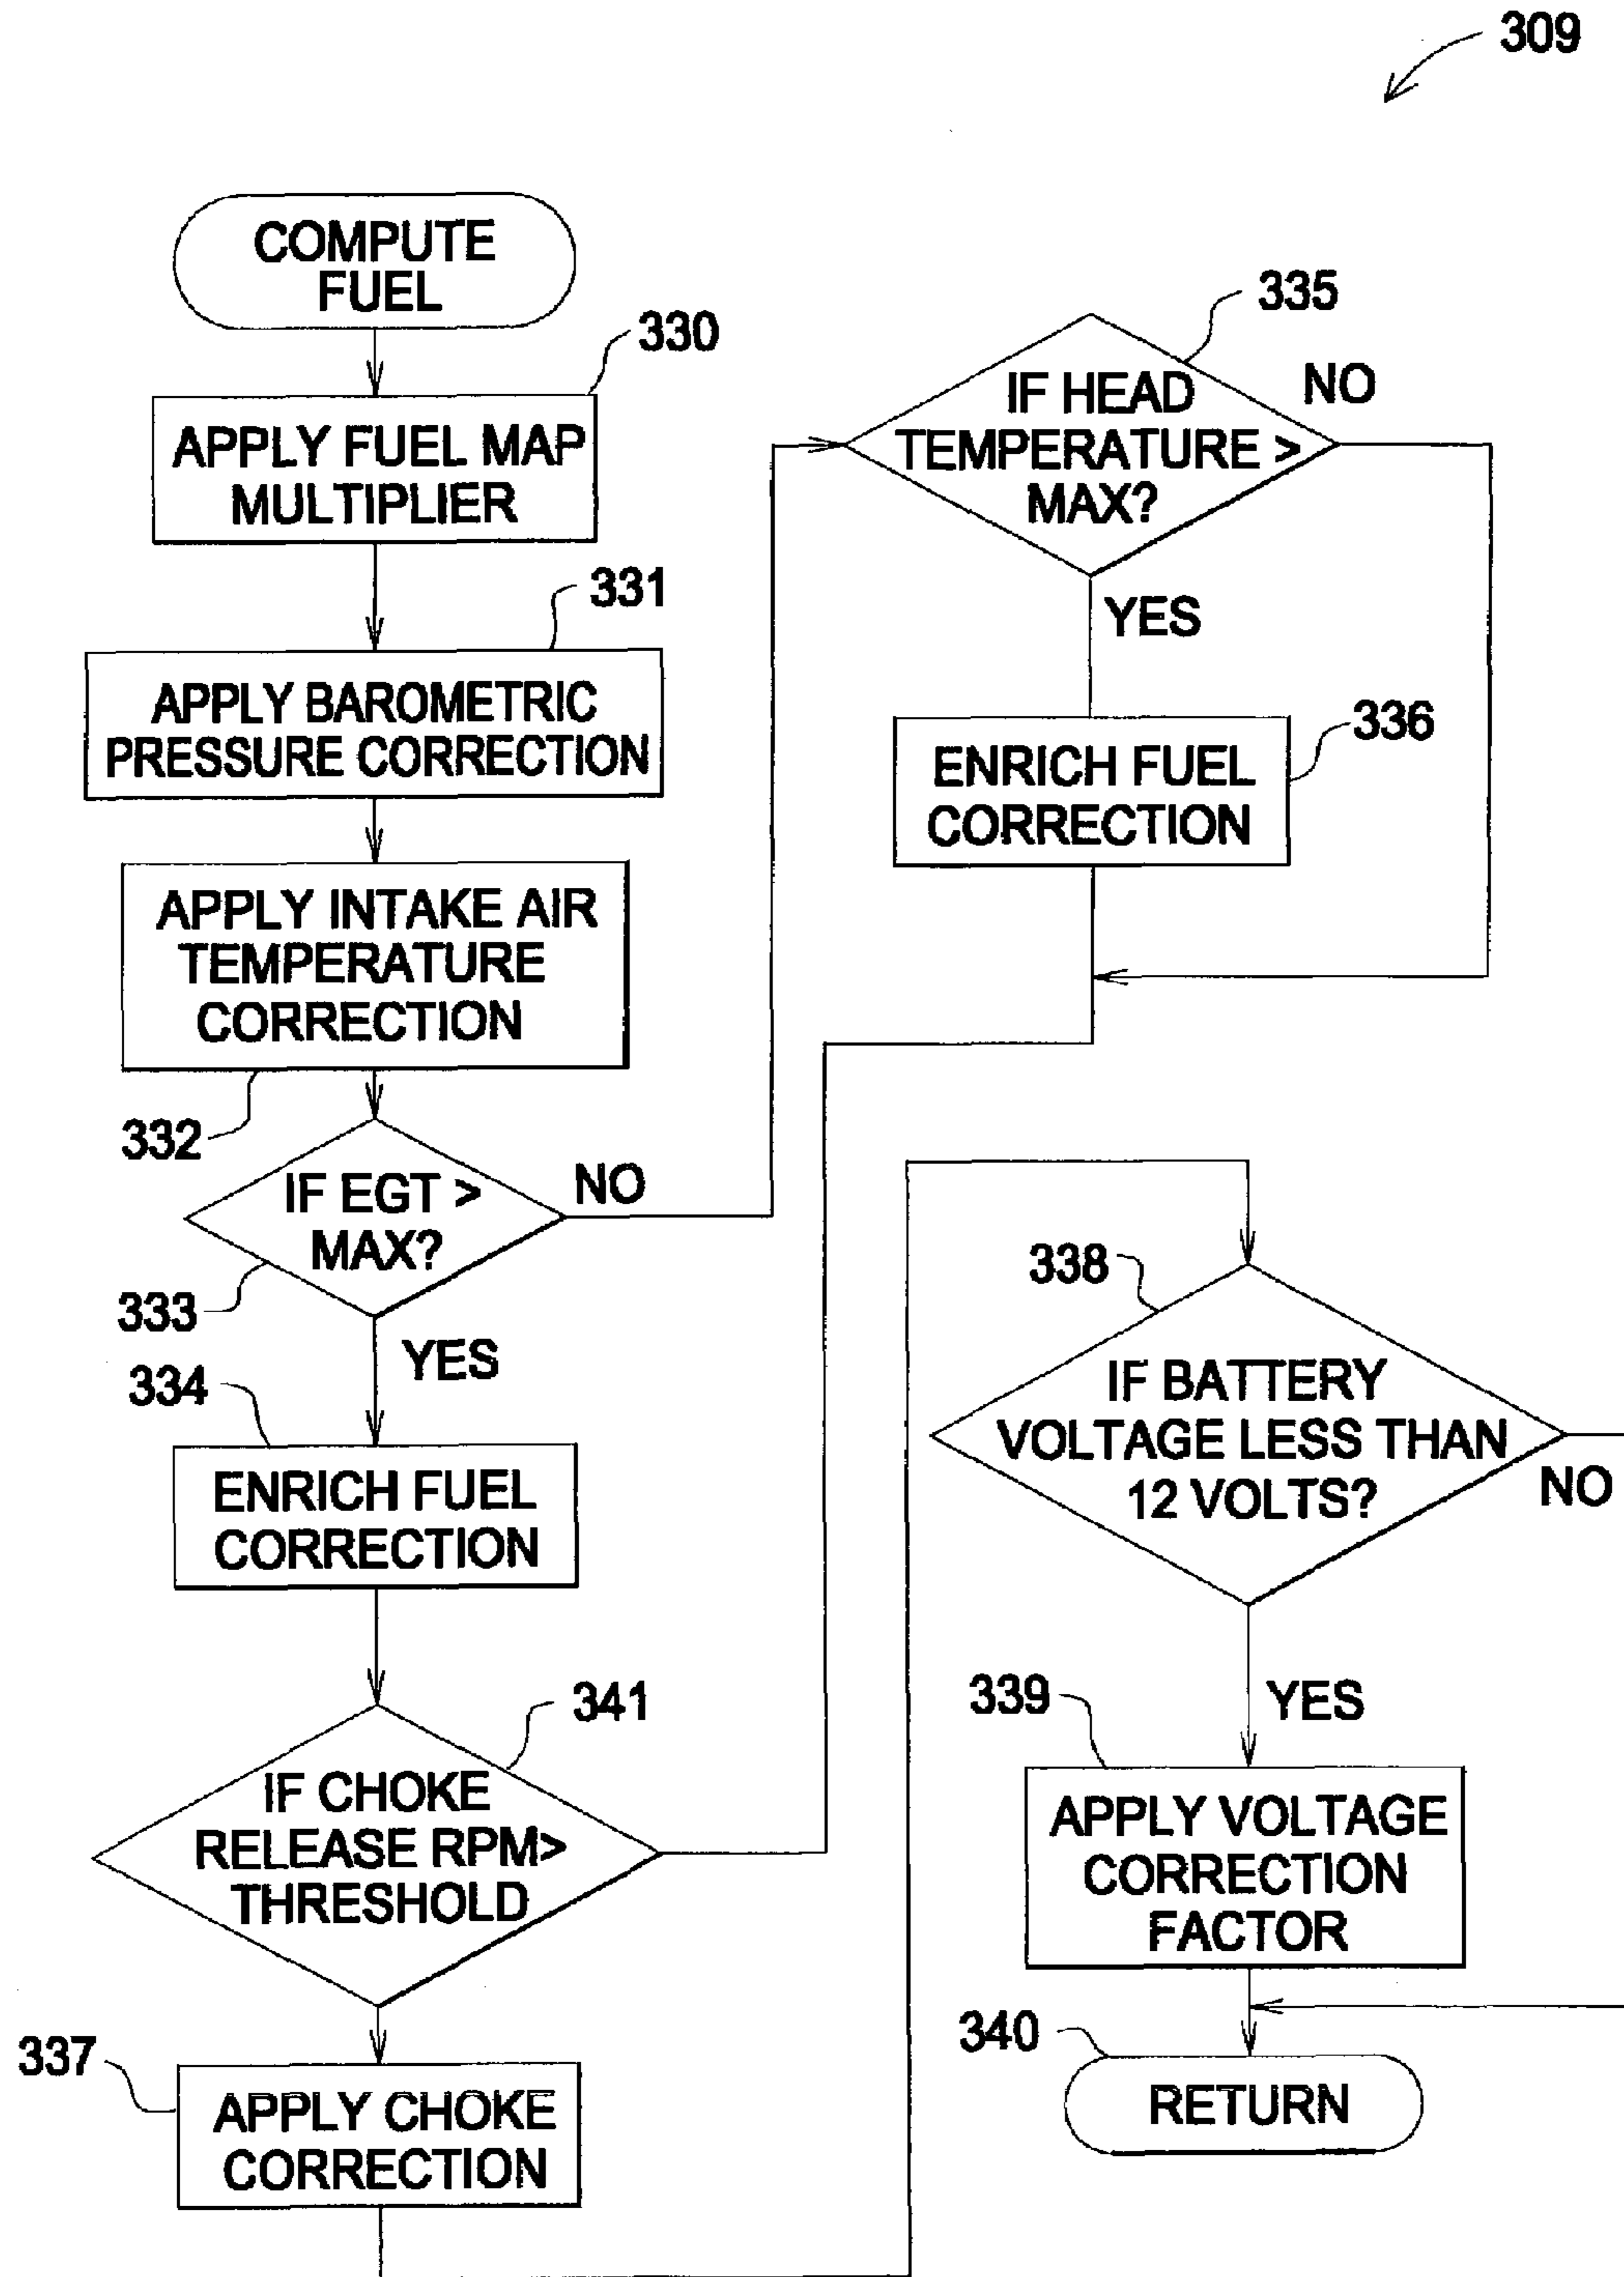 309
COMPUTE
FUEL
330
APPLY FUEL MAP
MULTIPLIER
331
APPLY BAROMETRIC
PRESSURE CORRECTION
APPLY INTAKE AIR
TEMPERATURE
CORRECTION
332
IF EGT >
MAX?
NO
333
YES
334
ENRICH FUEL
CORRECTION
341
IF CHOKE
RELEASE RPM>
THRESHOLD
337
APPLY CHOKE
CORRECTION
335
IF HEAD
TEMPERATURE >
MAX?
NO
YES
336
ENRICH FUEL
CORRECTION
338
IF BATTERY
VOLTAGE LESS THAN
12 VOLTS?
NO
YES
339
APPLY VOLTAGE
CORRECTION
FACTOR
340
RETURN